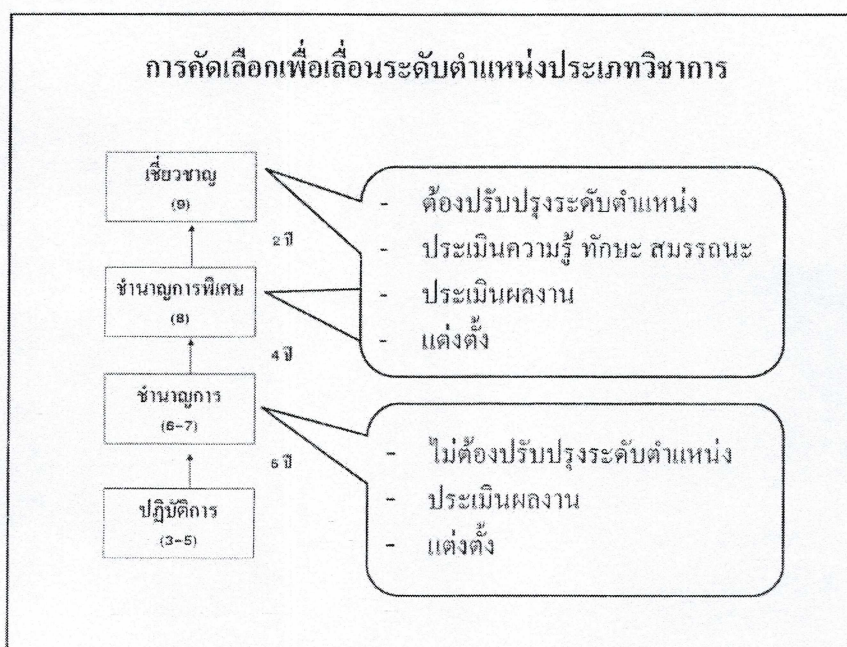 การคัดเลือกเพื่อเลื่อนระดับตำแหน่งประเภทวิชาการ
เชี่ยวชาญ
(9)
2 ปี
ชำนาญการพิเศษ
(8)
4 ปี
ชำนาญการ
(6-7)
6 ปี
ปฏิบัติการ
(3-5)
- ต้องปรับปรุงระดับตำแหน่ง
- ประเมินความรู้ ทักษะ สมรรถนะ
- ประเมินผลงาน
- แต่งตั้ง
- ไม่ต้องปรับปรุงระดับตำแหน่ง
- ประเมินผลงาน
- แต่งตั้ง